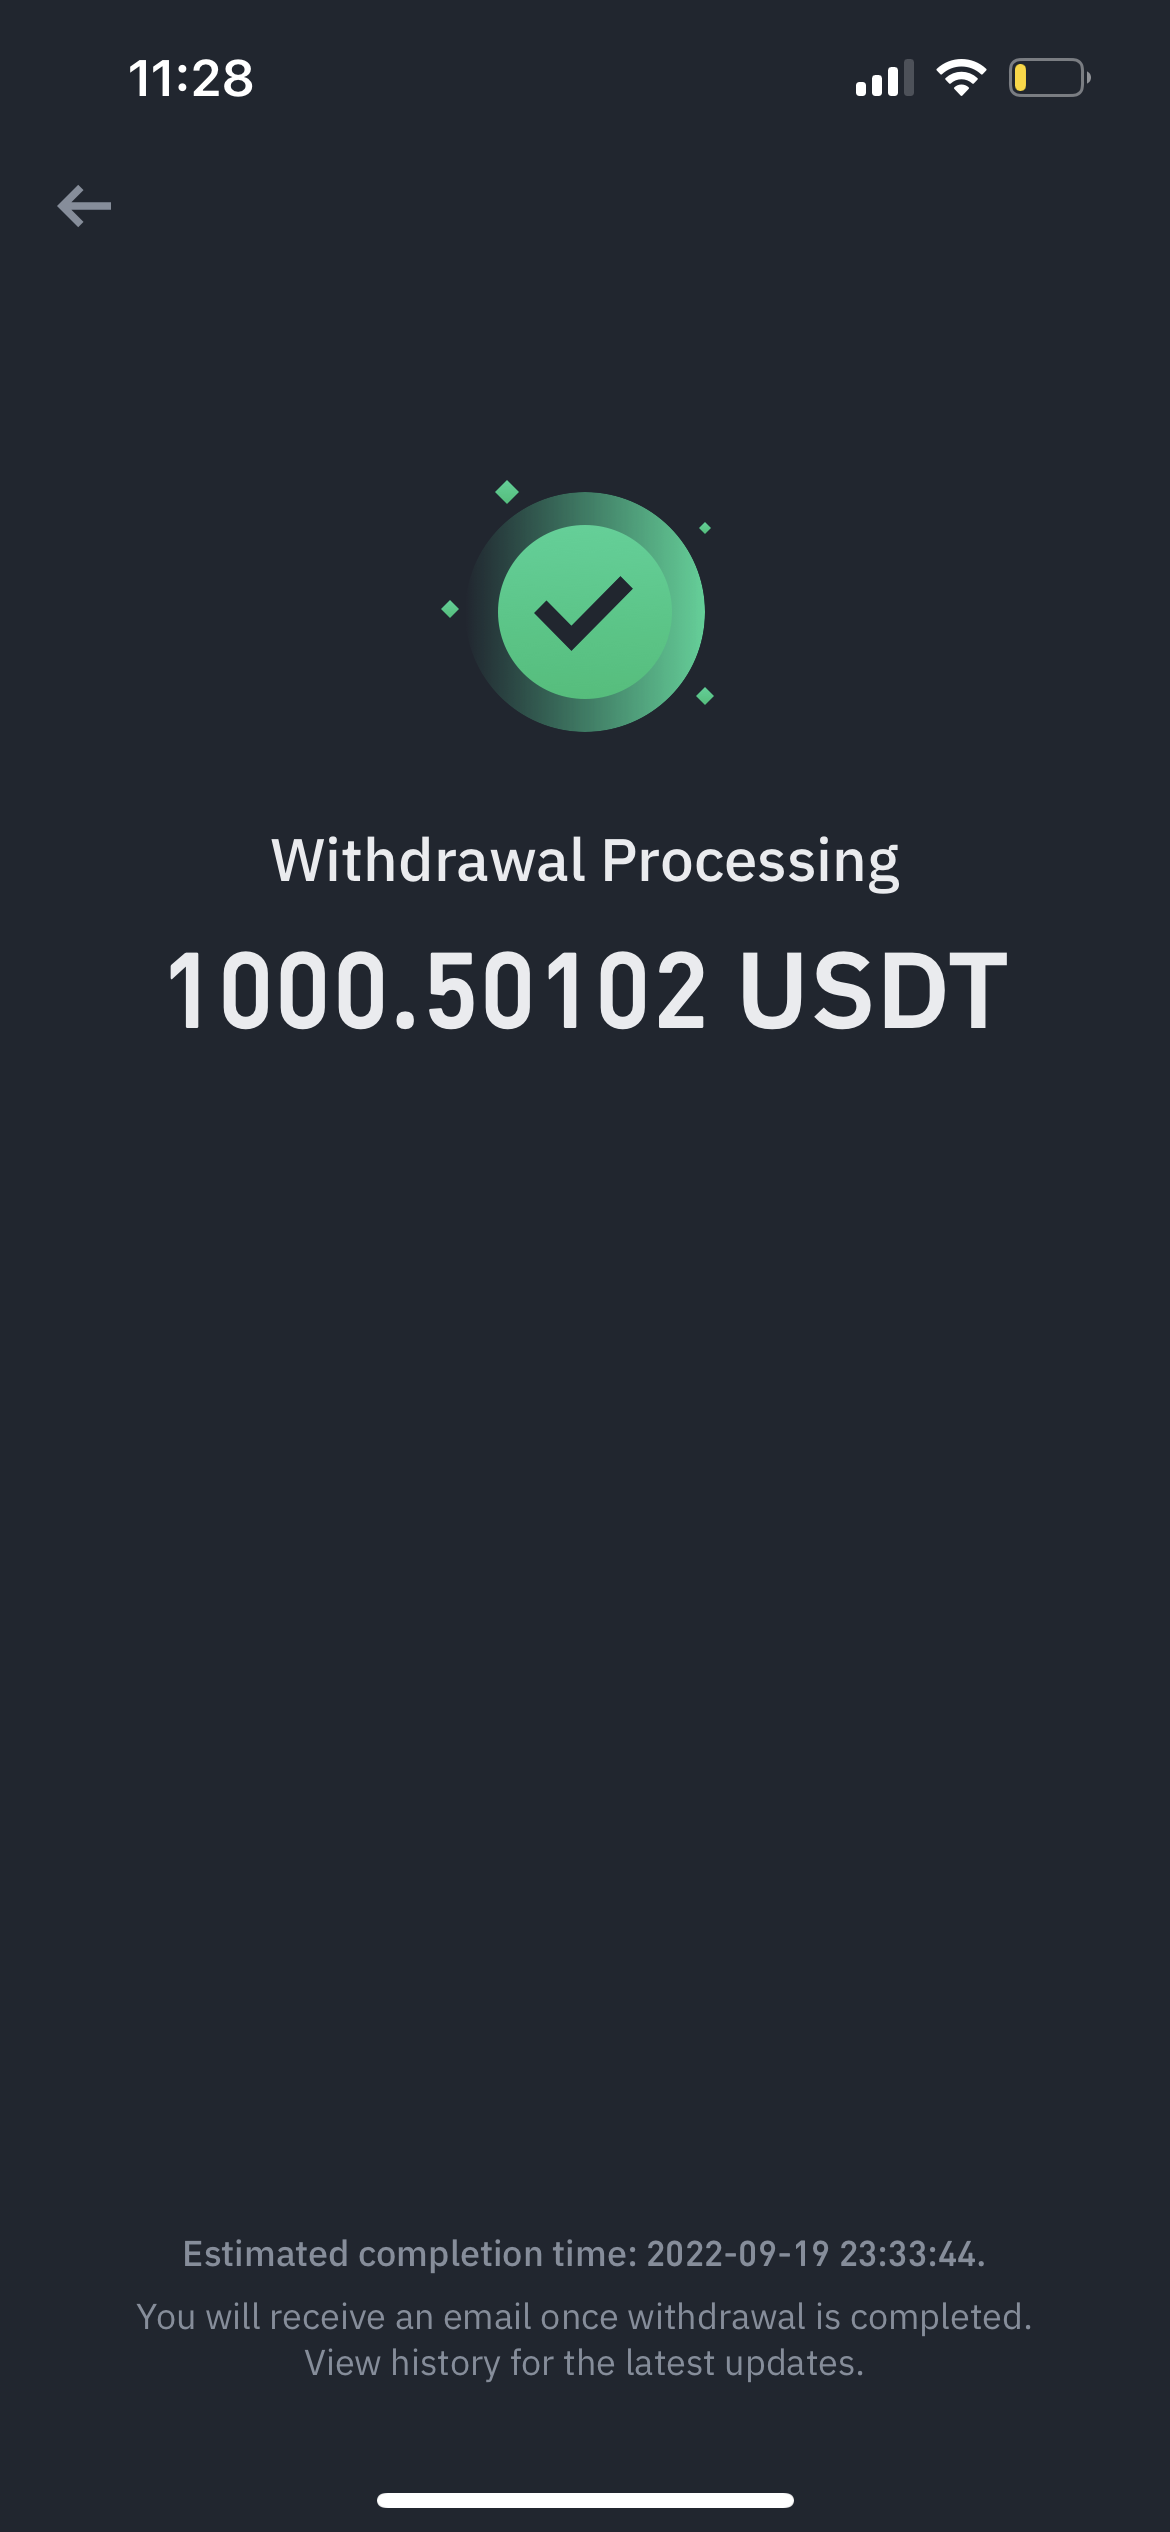 11:28
Withdrawal Processing
1000.50102 USDT
Estimated completion time: 2022-09-19 23:33:44.
You will receive an email once withdrawal is completed.
View history for the latest updates.